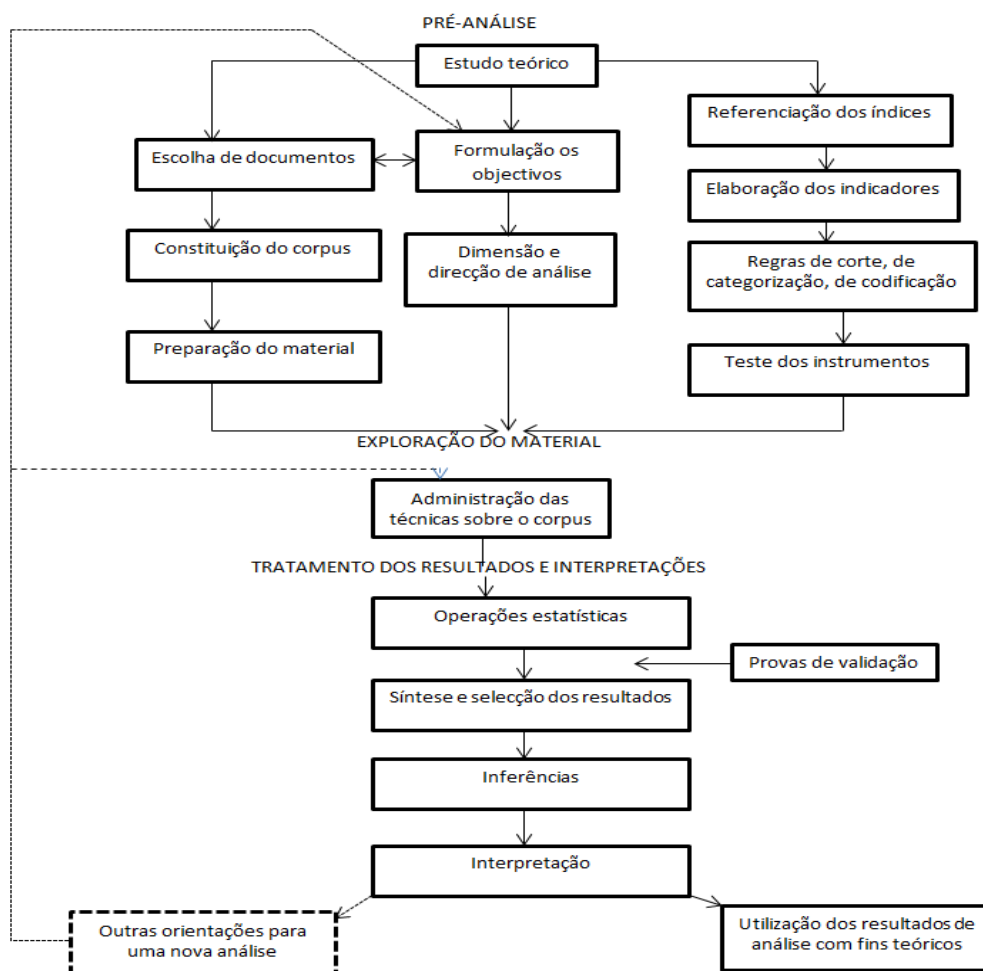 PRÉ-ANÁLISE
Estudo teórico
Referenciação dos índices
Escolha de documentos
Formulação os
objectivos
Elaboração dos indicadores
Constituição do corpus
Dimensão e
direcção de análise
Regras de corte, de
categorização, de codificação
Preparação do material
Teste dos instrumentos
EXPLORAÇÃO DO MATERIAL
Administração das
técnicas sobre o corpus
TRATAMENTO DOS RESULTADOS E INTERPRETAÇÕES
Operações estatísticas
Provas de validação
Síntese e selecção dos resultados
Inferências
Interpretação
Outras orientações para
uma nova análise
Utilização dos resultados de
análise com fins teóricos